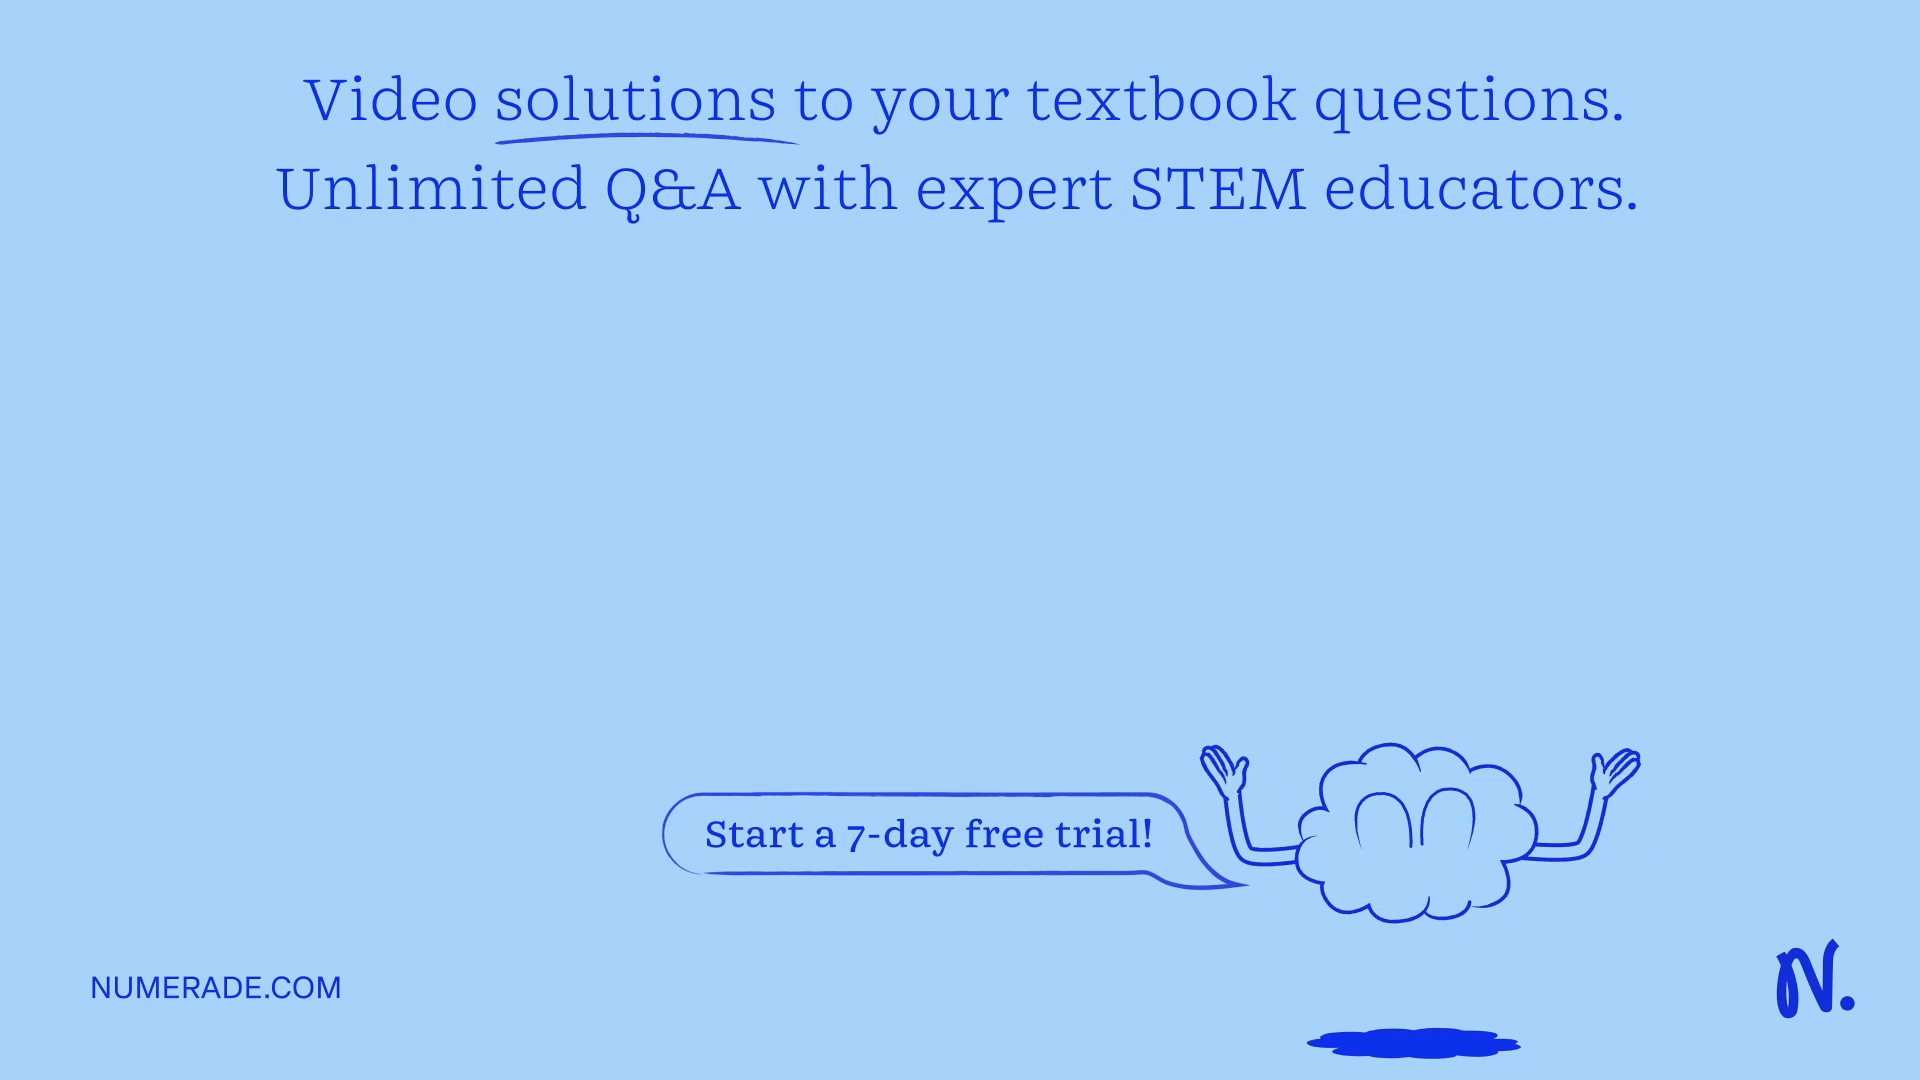 Video solutions to your textbook questions.
Unlimited Q&A with expert STEM educators.
Start a 7-day free trial!
NUMERADE.COM
N.